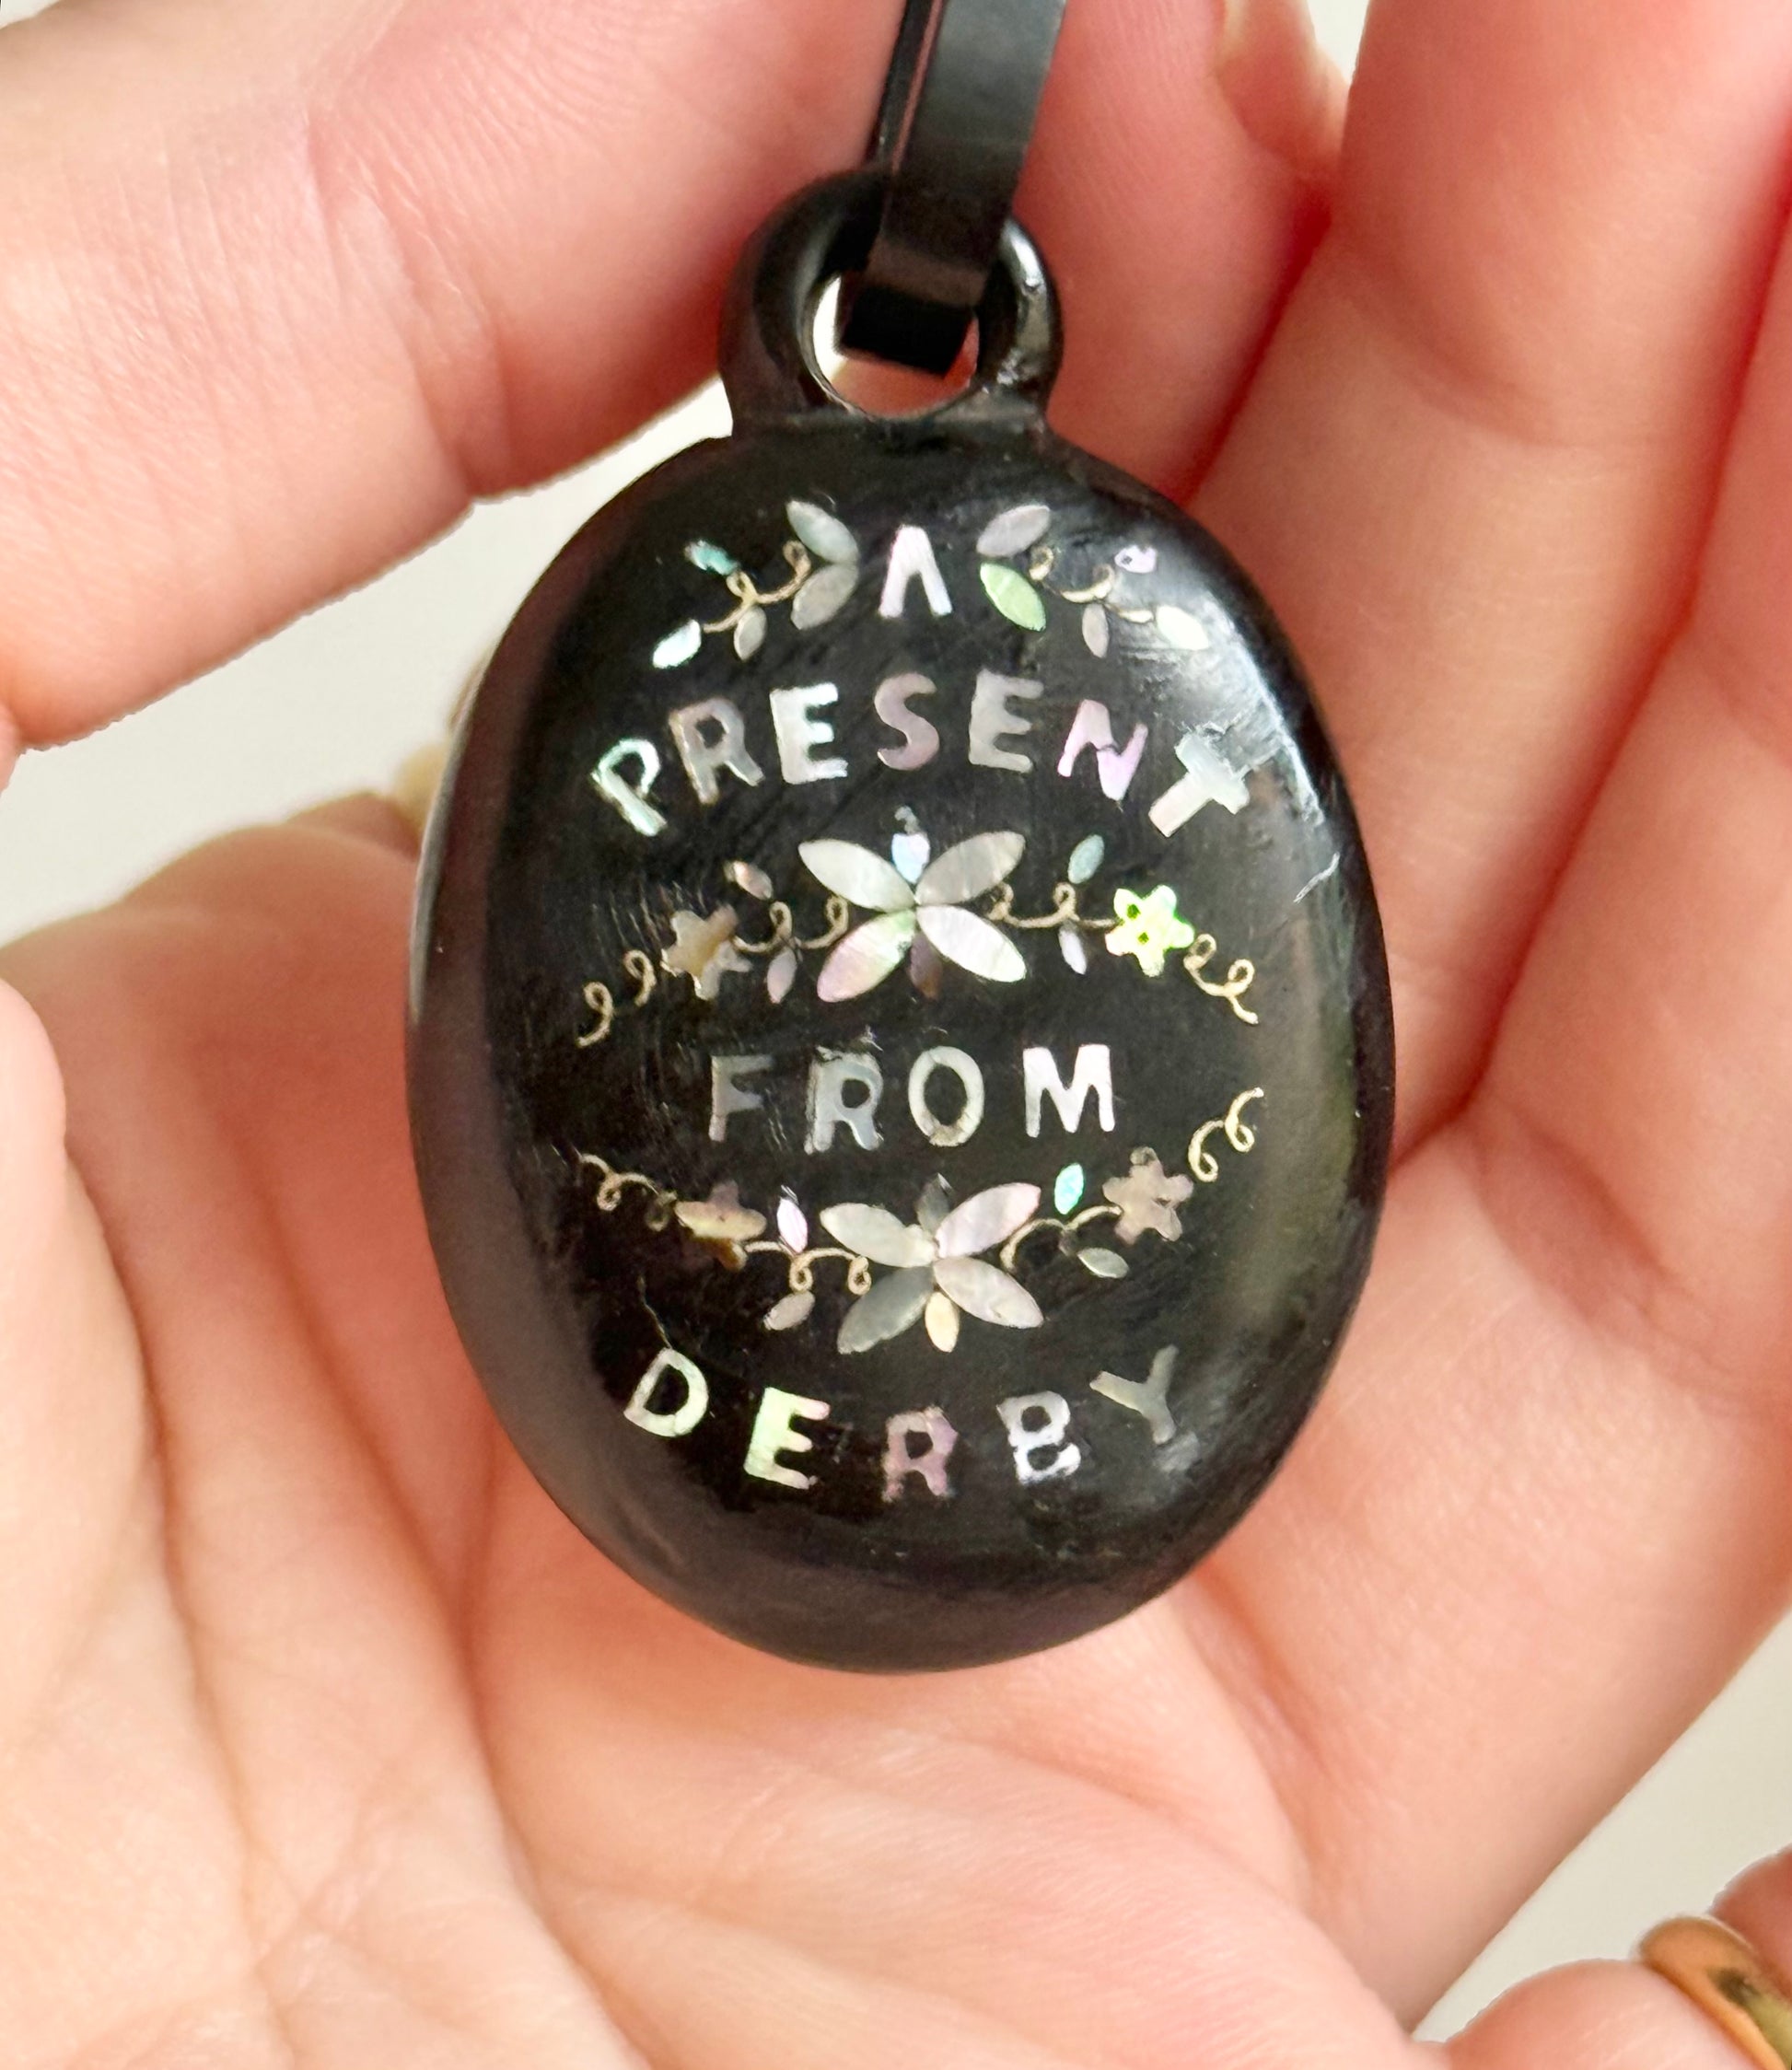 A
PRESENT
FROM
DERBY